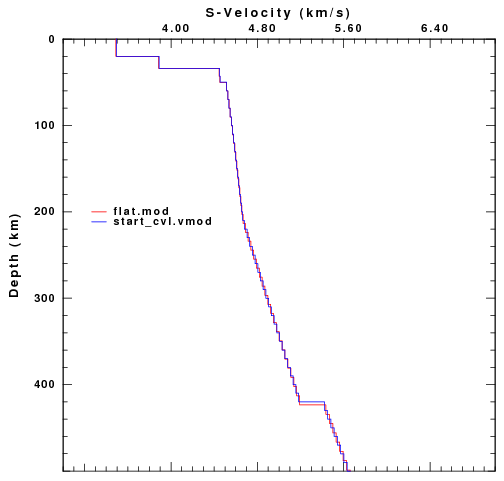 S-Velocity (km/s)
4.00 4.80 5.60 6.40
0
100
200
300
400
Depth (km)
flat.mod
start_cvl.vmod